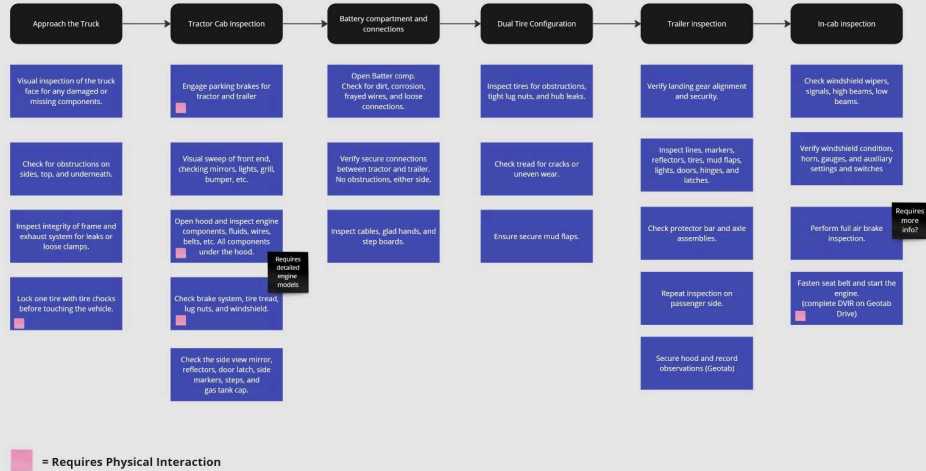 Approach the Truck
Tractor Cab Inspection
Battery compartment and
connections
Dual Tire Configuration
Trailer inspection
In-cab inspection
Visual inspection of the truck
face for any damaged or
missing components.
Check for obstructions on
sides, top, and underneath.
Inspect integrity of frame and
exhaust system for leaks or
loose clamps.
Lock one tire with tire chocks
before touching the vehicle.
Engage parking brakes for
tractor and trailer
Visual sweep of front end,
checking mirrors, lights, grill,
bumper, etc.
Open hood and inspect engine
components, fluids, wires,
belts, etc. All components
under the hood.
Requires
detailed
engine
models
Check brake system, tire tread,
lug nuts, and windshield.
Check the side view mirror,
reflectors, door latch, side
markers, steps, and
gas tank cap.
Open Batter comp.
Check for dirt, corrosion,
frayed wires, and loose
connections.
Verify secure connections
between tractor and trailer.
No obstructions, either side.
Inspect cables, glad hands, and
step boards.
Inspect tires for obstructions,
tight lug nuts, and hub leaks.
Check tread for cracks or
uneven wear.
Ensure secure mud flaps.
Verify landing gear alignment
and security.
Inspect lines, markers,
reflectors, tires, mud flaps,
lights, doors, hinges, and
latches.
Check protector bar and axle
assemblies.
Repeat inspection on
passenger side.
Secure hood and record
observations (Geotab)
Check windshield wipers,
signals, high beams, low
beams.
Verify windshield condition,
horn, gauges, and auxiliary
settings and switches
Perform full air brake
inspection.
Requires
more
info?
Fasten seat belt and start the
engine.
(complete DVIR on Geotab
Drive)
= Requires Physical Interaction